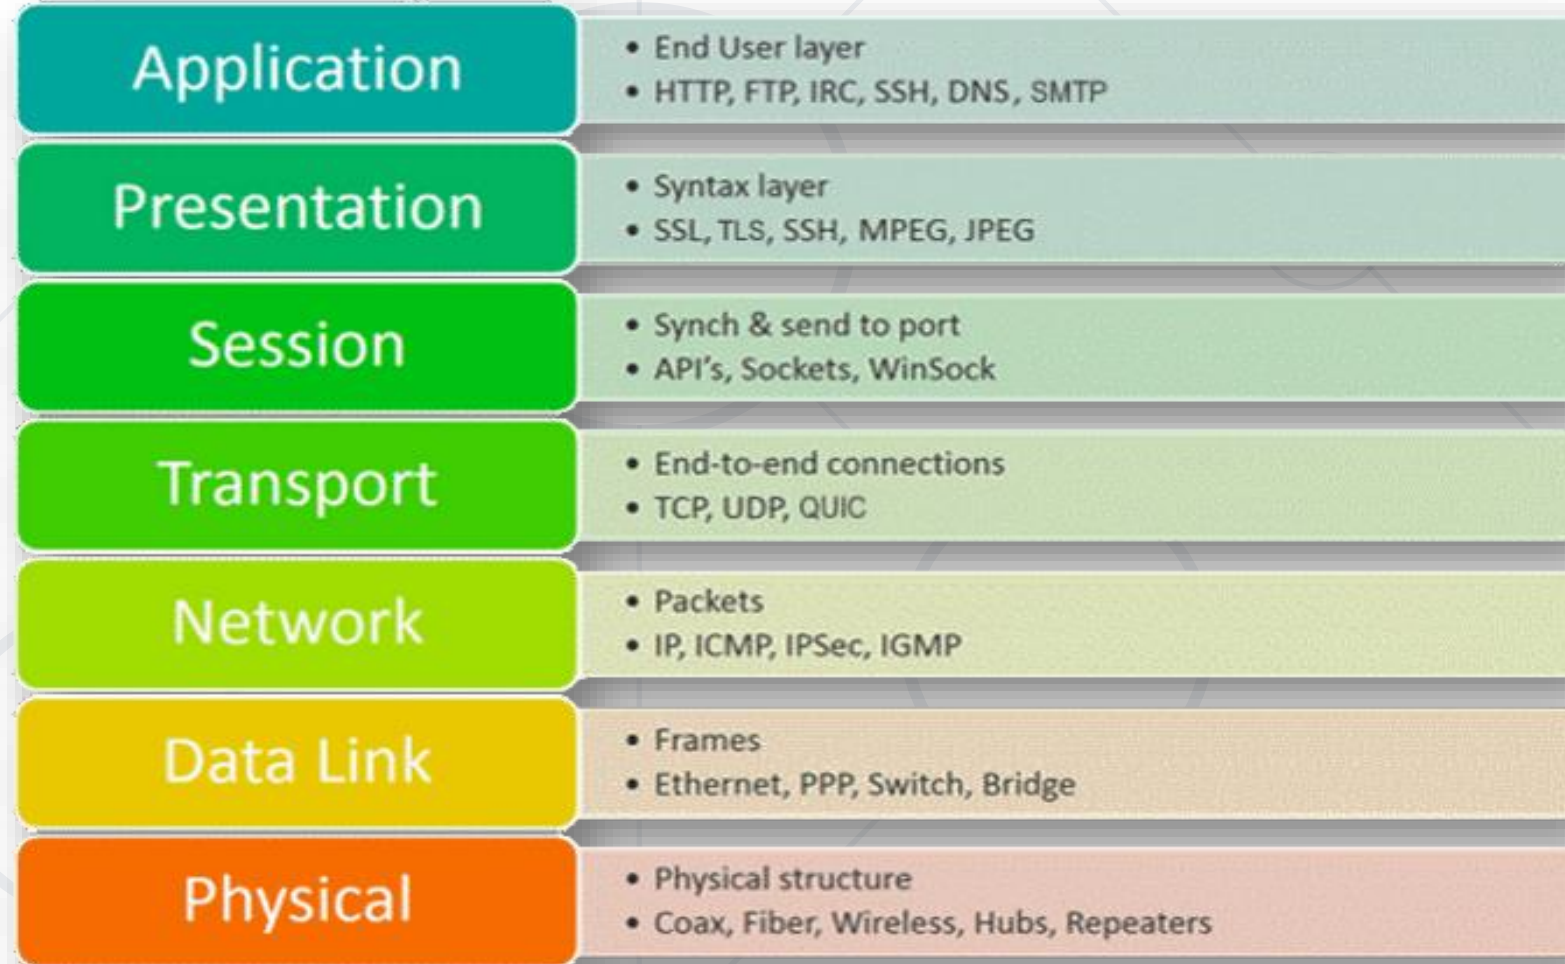 Application
• End User layer
• HTTP, FTP, IRC, SSH, DNS, SMTP
Presentation
• Syntax layer
• SSL, TLS, SSH, MPEG, JPEG
Session
• Synch & send to port
• API's, Sockets, WinSock
Transport
• End-to-end connections
• TCP, UDP, QUIC
Network
• Packets
• IP, ICMP, IPSec, IGMP
Data Link
• Frames
• Ethernet, PPP, Switch, Bridge
Physical
• Physical structure
• Coax, Fiber, Wireless, Hubs, Repeaters